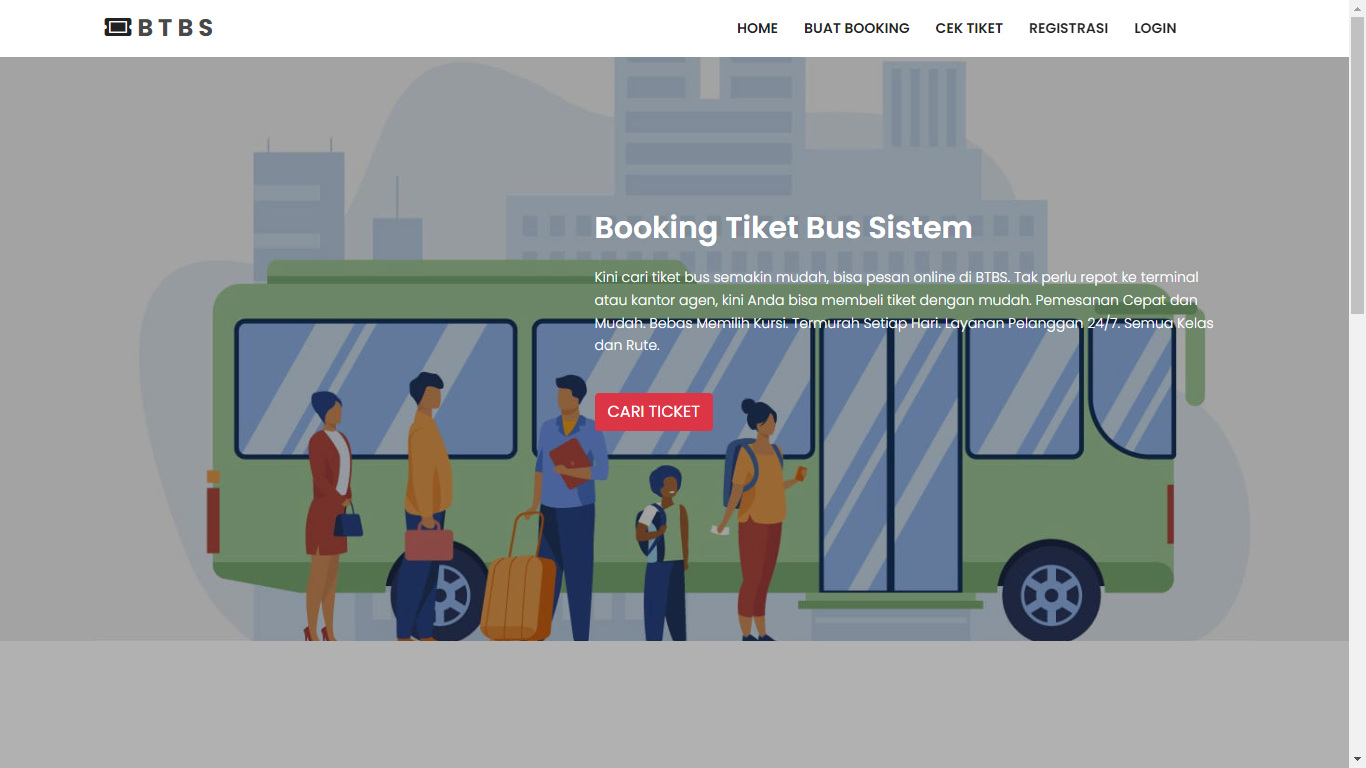 BTBS
HOME
BUAT BOOKING
CEK TIKET
REGISTRASI
LOGIN
Booking Tiket Bus Sistem
Kini cari tiket bus semakin mudah, bisa pesan online di BTBS. Tak perlu repot ke terminal
atau kantor agen, kini Anda bisa membeli tiket dengan mudah. Pemesanan Cepat dan
Mudah. Bebas Memilih Kursi. Termurah Setiap Hari. Layanan Pelanggan 24/7. Semua Kelas
dan Rute.
CARI TICKET